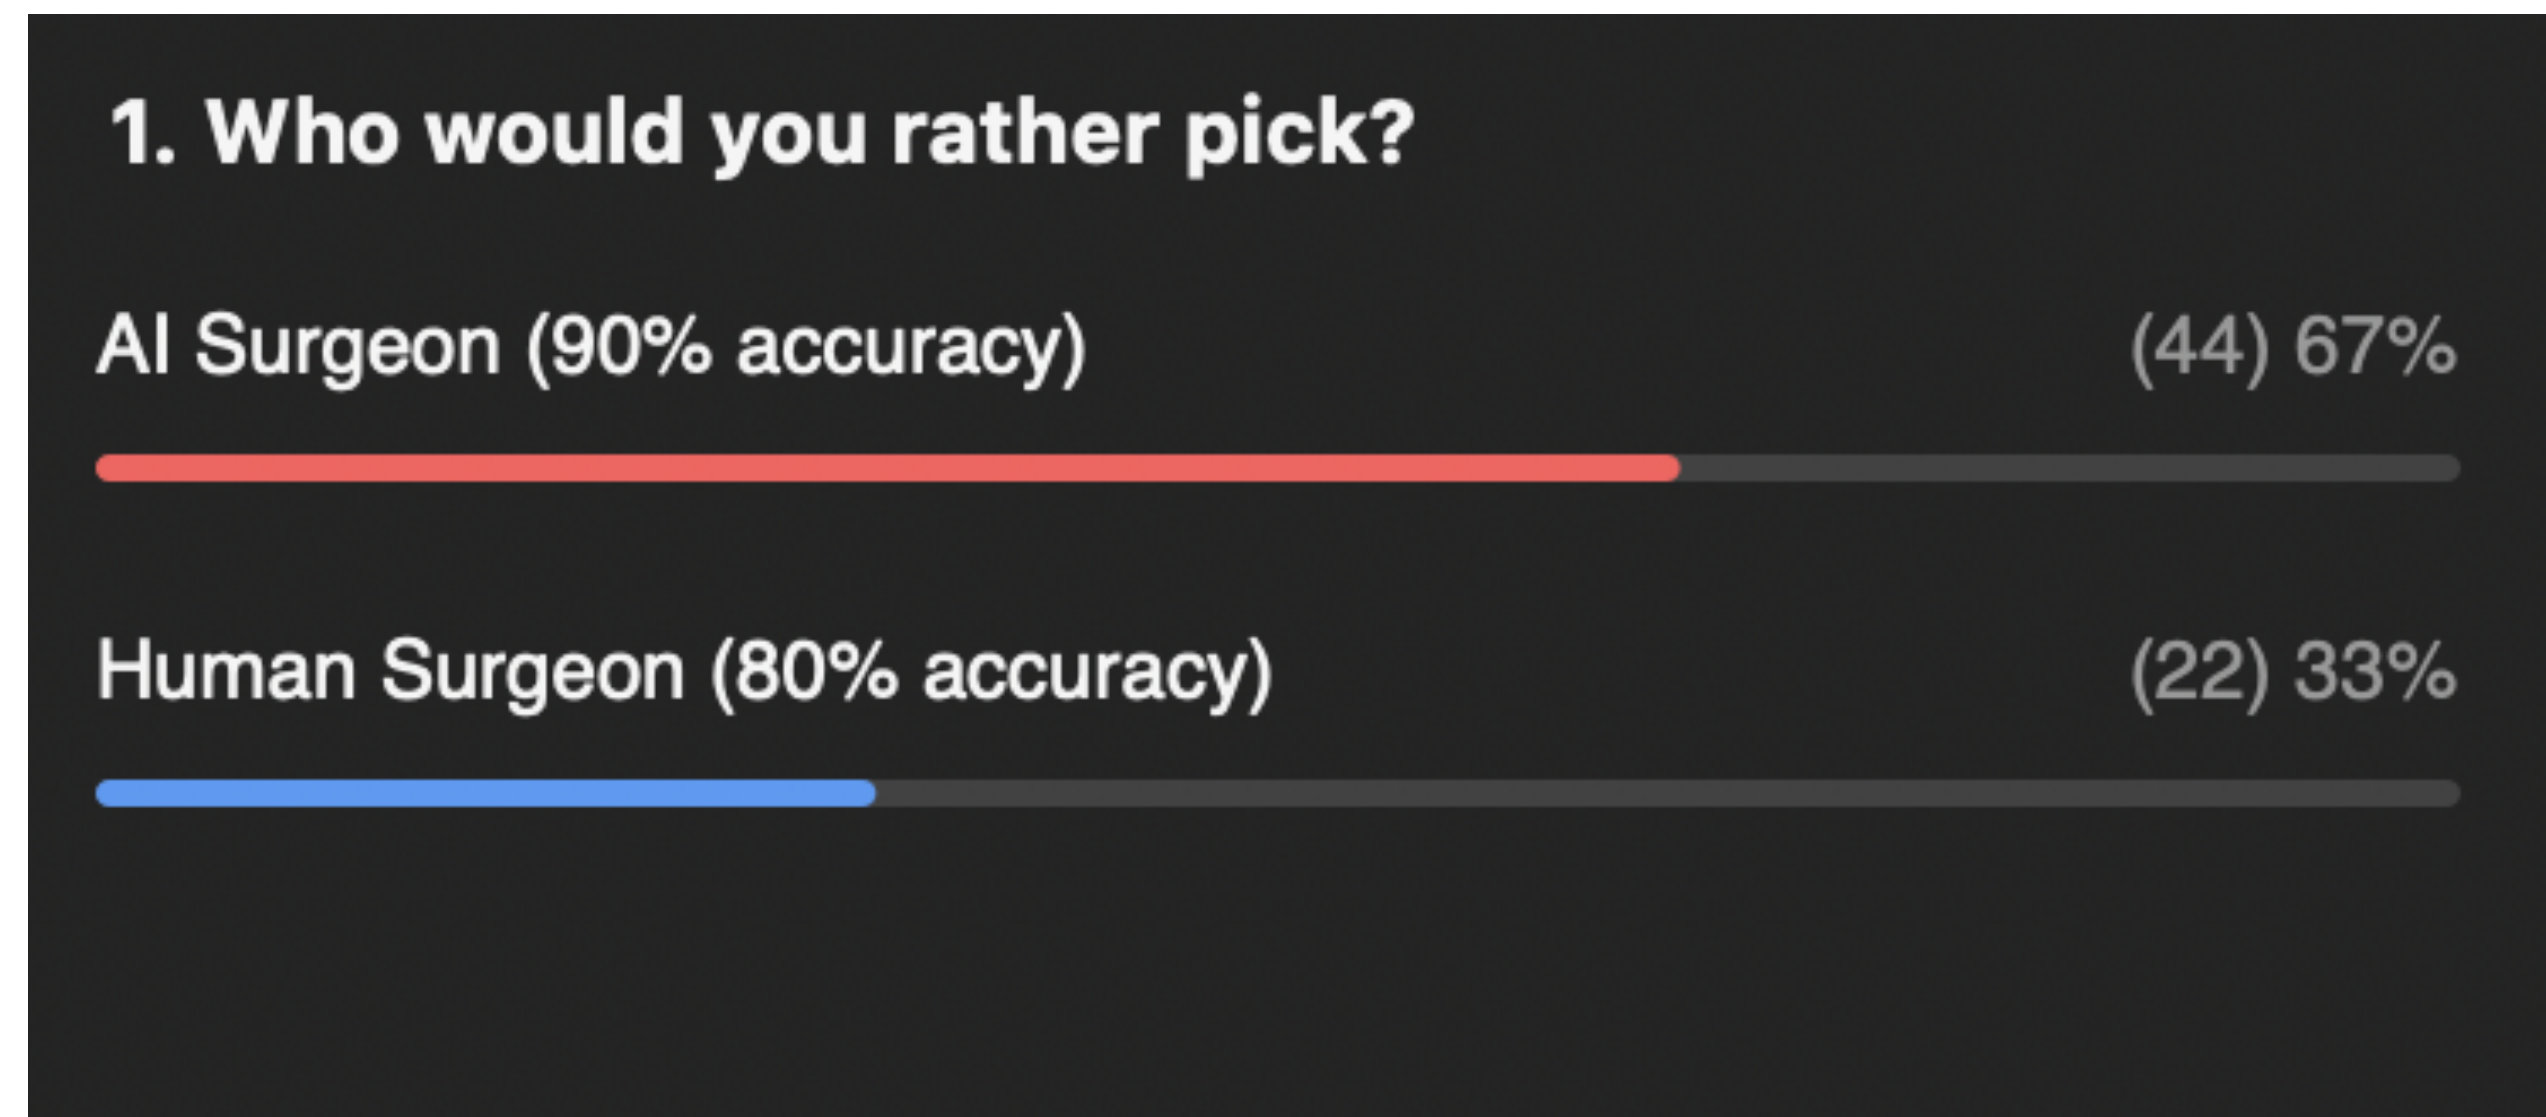 1. Who would you rather pick?
AI Surgeon (90% accuracy) (44) 67%
Human Surgeon (80% accuracy) (22) 33%